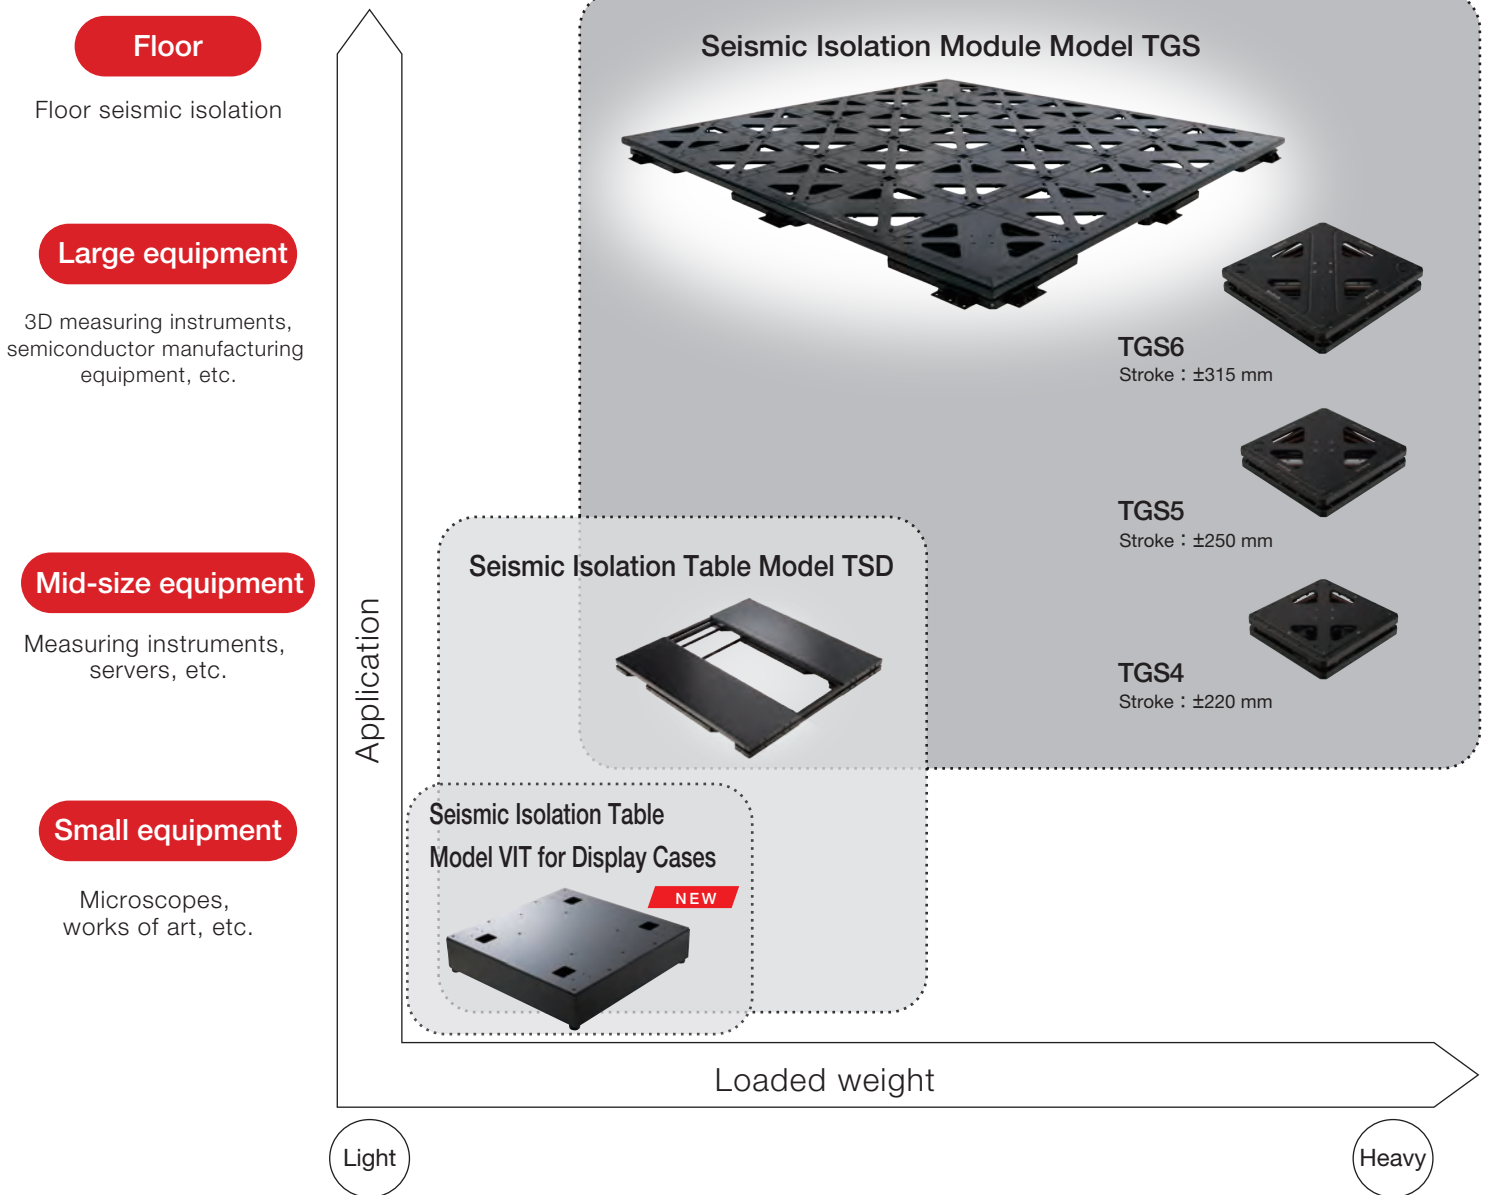 Floor
Floor seismic isolation
Large equipment
3D measuring instruments,
semiconductor manufacturing
equipment, etc.
Mid-size equipment
Measuring instruments,
servers, etc.
Small equipment
Microscopes,
works of art, etc.
Application
Seismic Isolation Module Model TGS
TGS6
Stroke：±315 mm
TGS5
Stroke：±250 mm
TGS4
Stroke：±220 mm
Seismic Isolation Table Model TSD
Seismic Isolation Table
Model VIT for Display Cases
NEW
Loaded weight
Light
Heavy